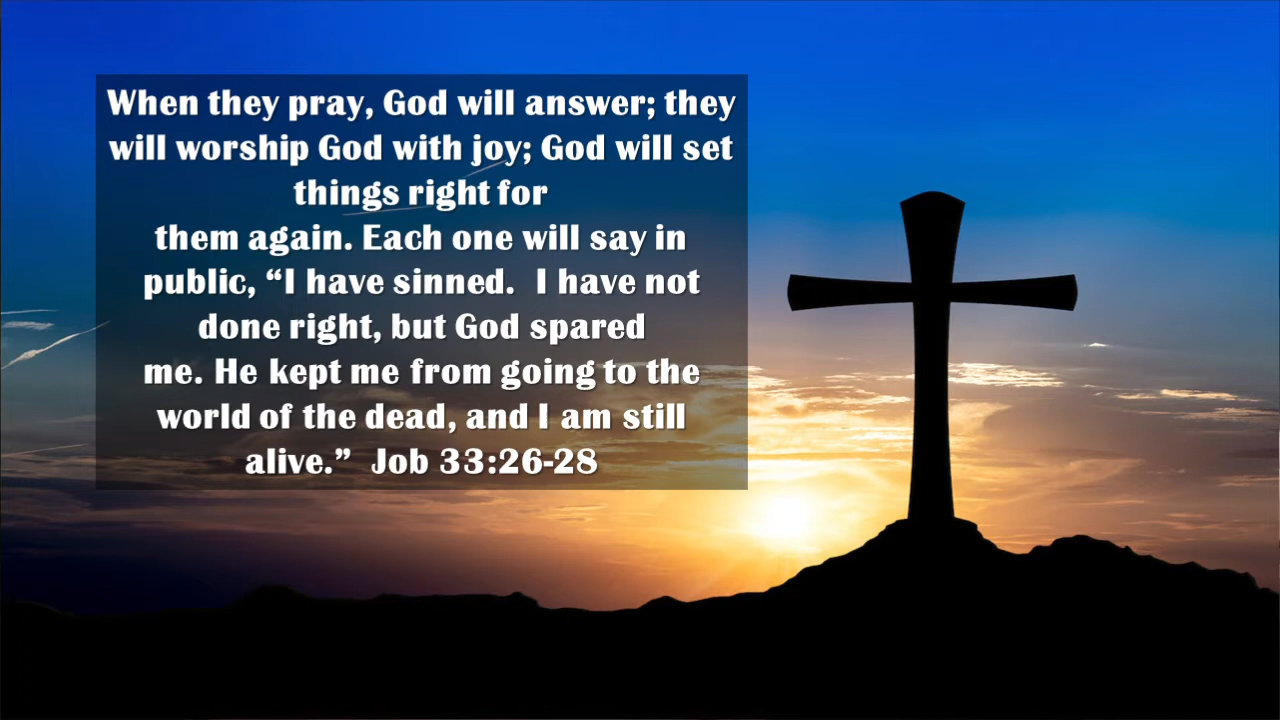 When they pray, God will answer; they
will worship God with joy; God will set
things right for
them again. Each one will say in
public, “I have sinned.  I have not
done right, but God spared
me. He kept me from going to the
world of the dead, and I am still
alive.”  Job 33:26-28